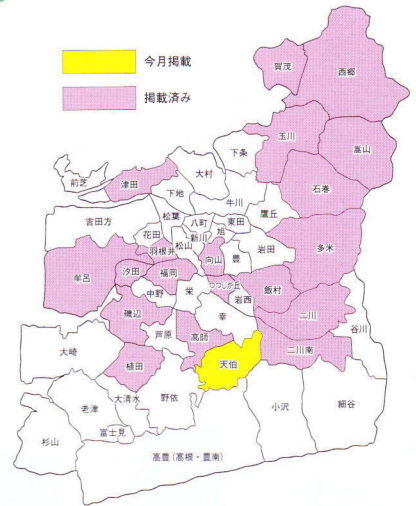 今月掲載
掲載済み
賀茂
西郷
玉川
嵩山
下条
大村
石巻
前芝
津田
下地
牛川
鷹丘
吉田方
松葉
八町
東田
旭
新川
花田
松山
羽根井
向山
豊
岩田
多米
牟呂
汐田
福岡
つつじが丘
飯村
中野
栄
岩西
二川
磯辺
幸
谷川
芦原
高師
二川南
大崎
植田
天伯
老津
大清水
野依
小沢
細谷
富士見
杉山
高豊(高根・豊南)